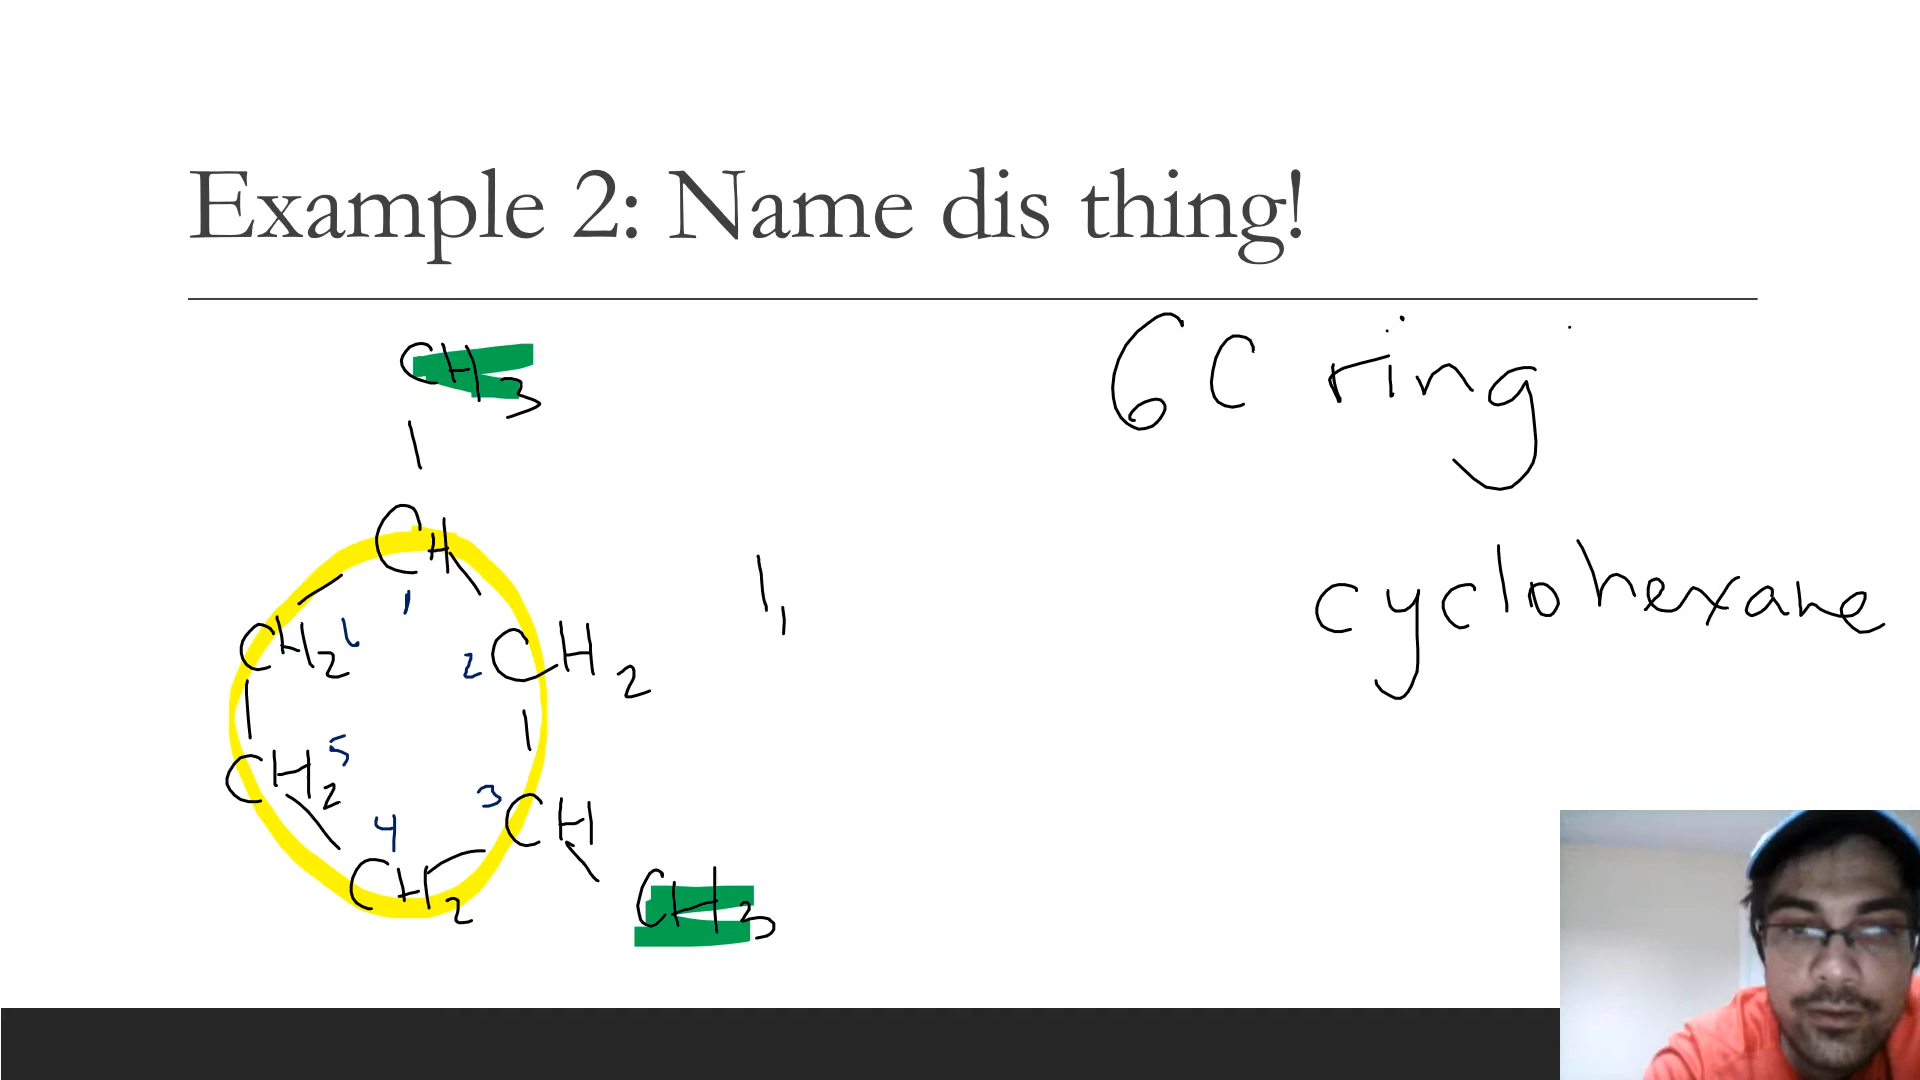 Example 2: Name dis thing!
CH3
6C ring
CH
1,
cyclohexane
1
CH2 6
2 CH2
CH2 5
3 CH
4
CH2
CH3